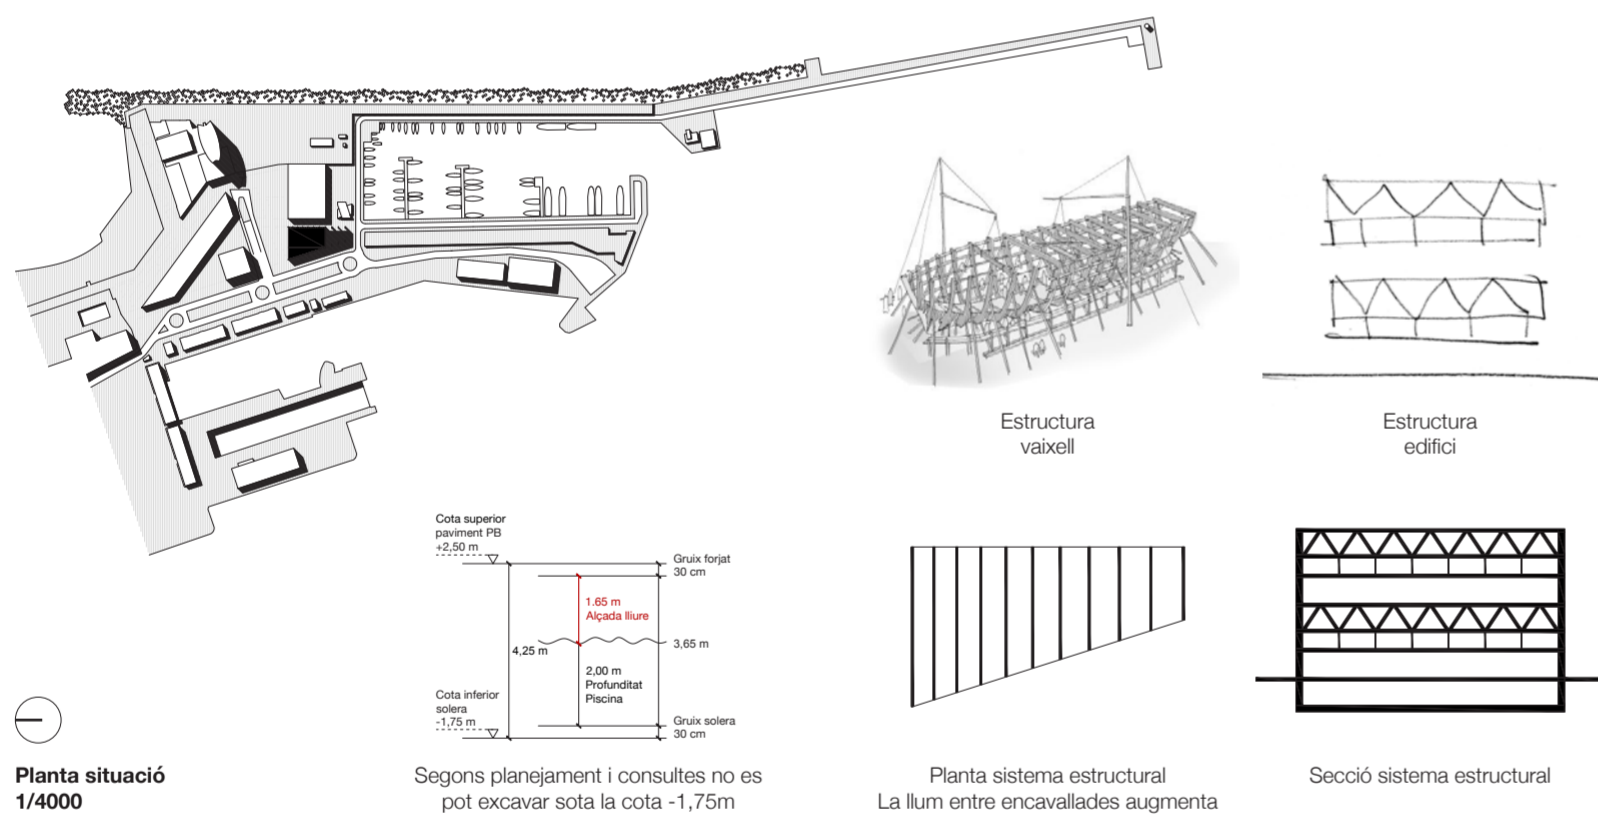 Estructura
vaixell
Estructura
edifici
Cota superior
paviment PB
+2,50 m
Gruix forjat
30 cm
1.65 m
Alçada lliure
4,25 m
3,65 m
2,00 m
Profunditat
Piscina
Cota inferior
solera
-1,75 m
Gruix solera
30 cm
Planta situació
1/4000
Segons planejament i consultes no es
pot excavar sota la cota -1,75m
Planta sistema estructural
La llum entre encavallades augmenta
Secció sistema estructural